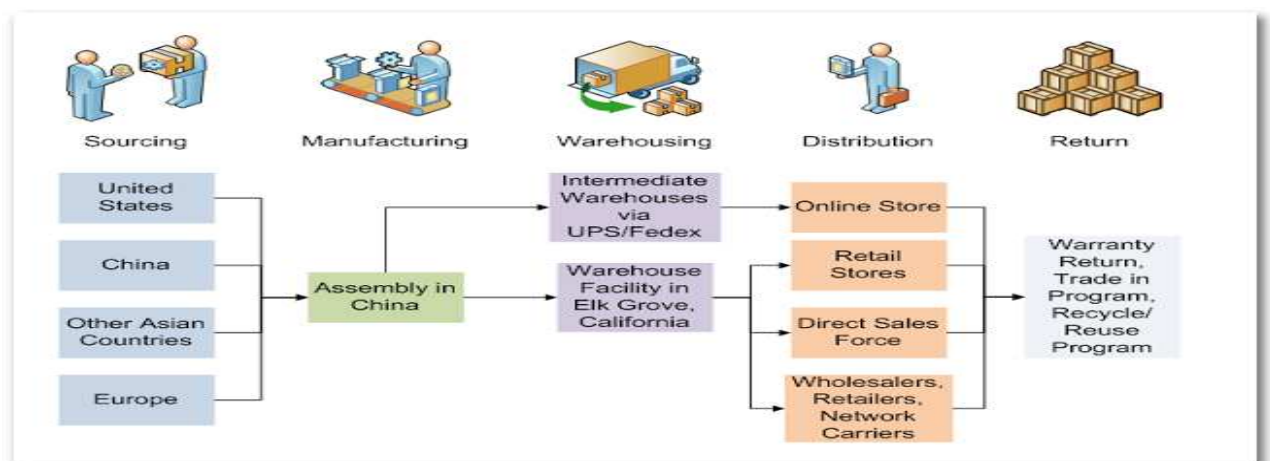 Sourcing
Manufacturing
Warehousing
Distribution
Return
United
States
China
Other Asian
Countries
Europe
Assembly in
China
Intermediate
Warehouses
via
UPS/Fedex
Warehouse
Facility in
Elk Grove,
California
Online Store
Retail
Stores
Direct Sales
Force
Wholesalers,
Retailers,
Network
Carriers
Warranty
Return,
Trade in
Program,
Recycle/
Reuse
Program